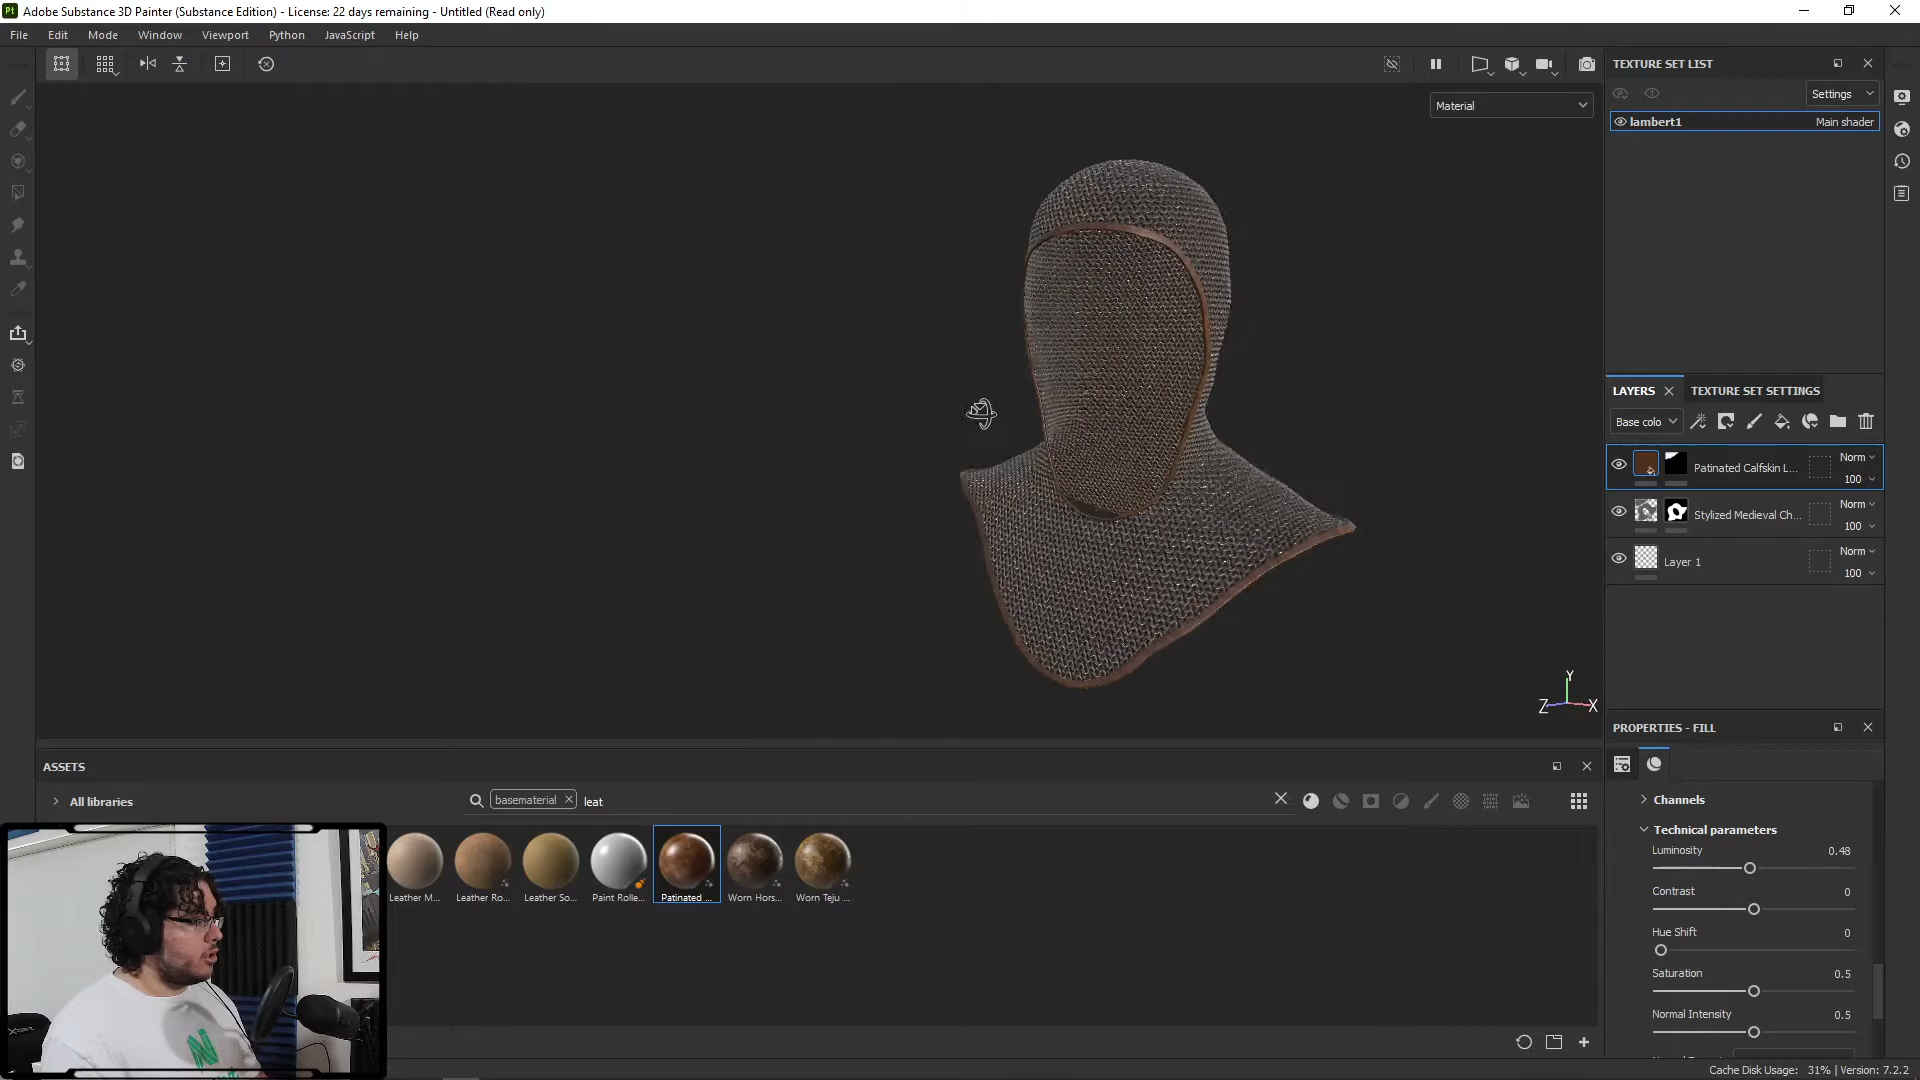 Pt Adobe Substance 3D Painter (Substance Edition) - License: 22 days remaining - Untitled (Read only)
File Edit Mode Window Viewport Python JavaScript Help
TEXTURE SET LIST
Settings
Material
lambert1 Main shader
LAYERS TEXTURE SET SETTINGS
Base colo
Patinated Calfskin L... Norm
100
Stylized Medieval Ch... Norm
100
Layer 1 Norm
100
Y
Z X
PROPERTIES - FILL
ASSETS
All libraries basematerial leat
Channels
Technical parameters
Luminosity 0.48
Contrast 0
Hue Shift 0
Saturation 0.5
Normal Intensity 0.5
Leather M... Leather Ro... Leather So... Paint Rolle... Patinated ... Worn Hors... Worn Teju ...
N
Cache Disk Usage: 31% | Version: 7.2.2